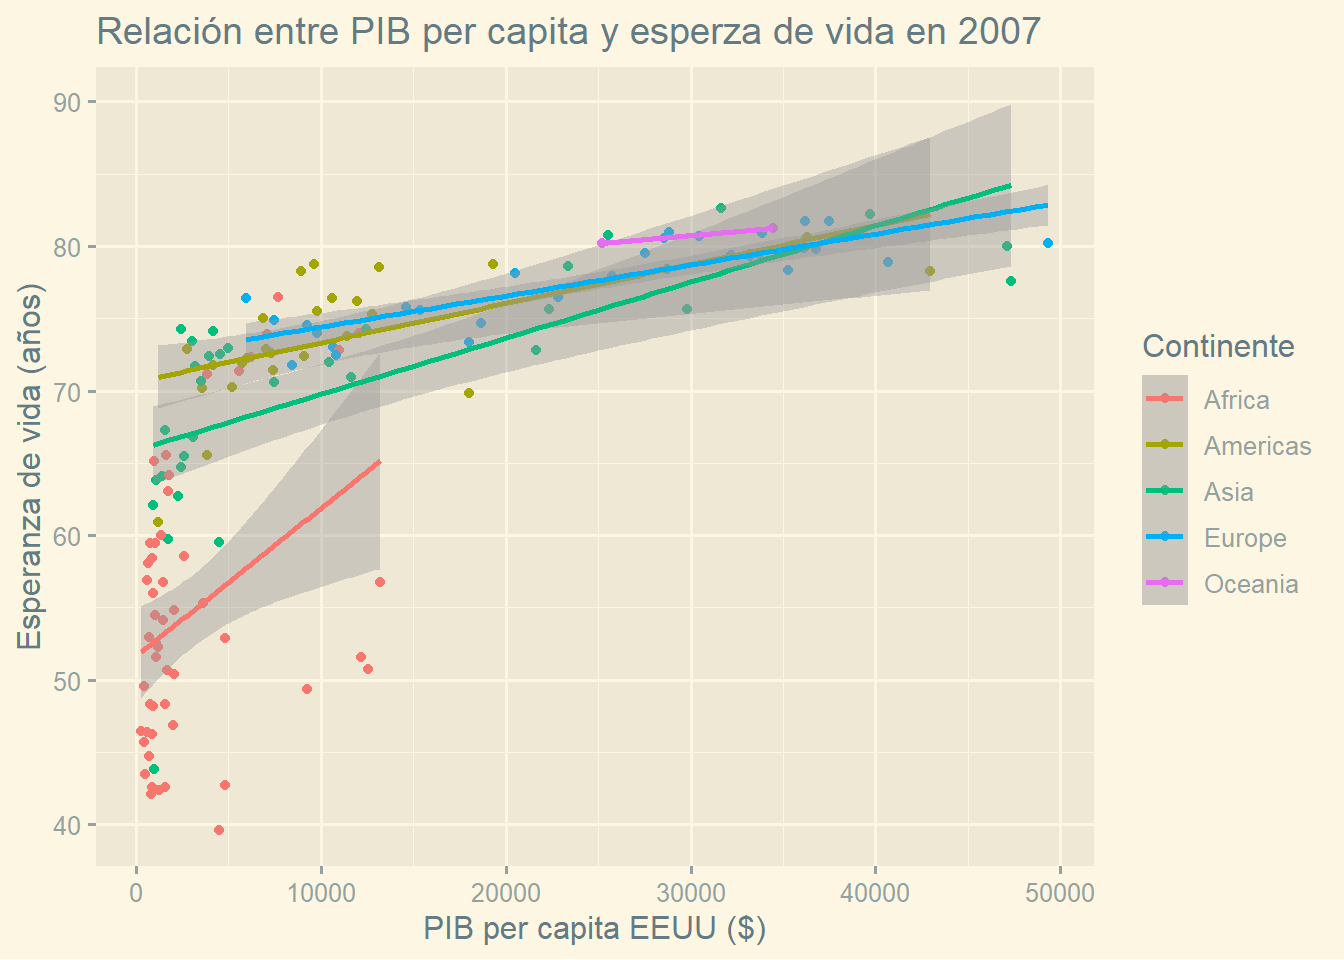 Relación entre PIB per capita y esperza de vida en 2007
Esperanza de vida (años)
90
80
70
60
50
40
0 10000 20000 30000 40000 50000
PIB per capita EEUU ($)
Continente
Africa
Americas
Asia
Europe
Oceania